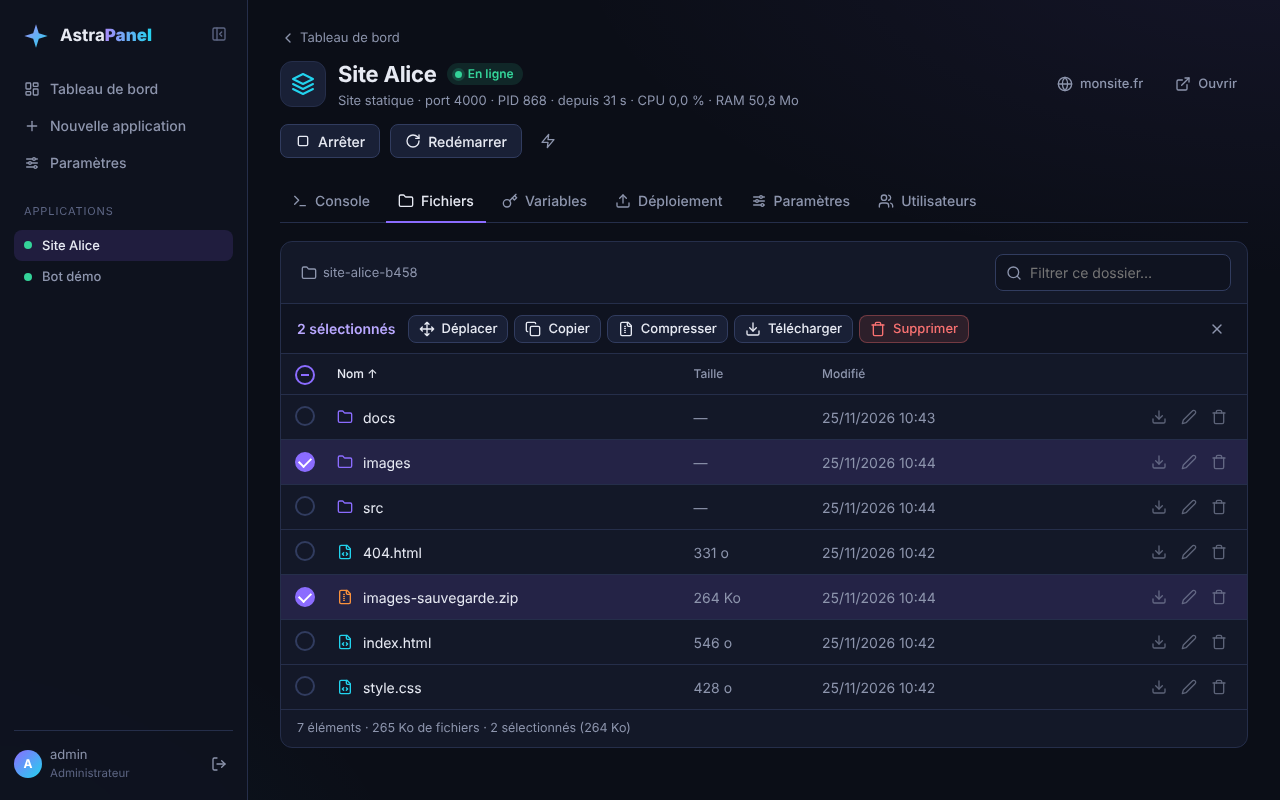 AstraPanel
Tableau de bord
Nouvelle application
Paramètres
APPLICATIONS
Site Alice
Bot démo
A
admin
Administrateur
Tableau de bord
Site Alice
En ligne
Site statique · port 4000 · PID 868 · depuis 31 s · CPU 0,0 % · RAM 50,8 Mo
monsite.fr
Ouvrir
Arrêter
Redémarrer
Console
Fichiers
Variables
Déploiement
Paramètres
Utilisateurs
site-alice-b458
Filtrer ce dossier...
2 sélectionnés
Déplacer
Copier
Compresser
Télécharger
Supprimer
Nom ↑ Taille Modifié
docs — 25/11/2026 10:43
images — 25/11/2026 10:44
src — 25/11/2026 10:44
404.html 331 o 25/11/2026 10:42
images-sauvegarde.zip 264 Ko 25/11/2026 10:44
index.html 546 o 25/11/2026 10:42
style.css 428 o 25/11/2026 10:42
7 éléments · 265 Ko de fichiers · 2 sélectionnés (264 Ko)